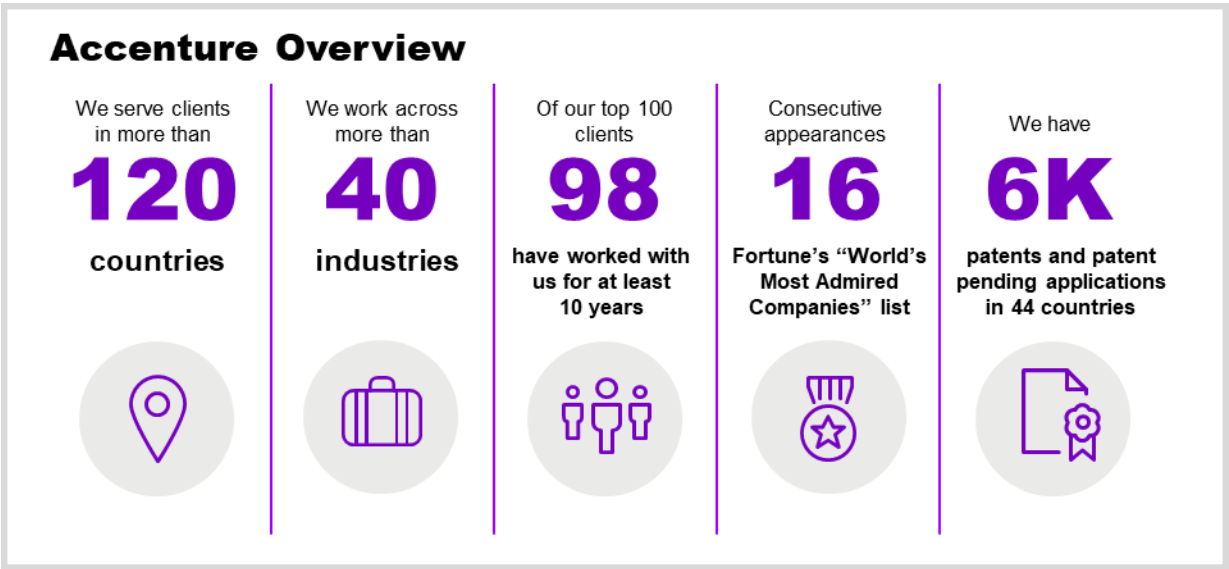 Accenture Overview
We serve clients
in more than
120
countries
We work across
more than
40
industries
Of our top 100
clients
98
have worked with
us for at least
10 years
Consecutive
appearances
16
Fortune’s “World’s
Most Admired
Companies” list
We have
6K
patents and patent
pending applications
in 44 countries